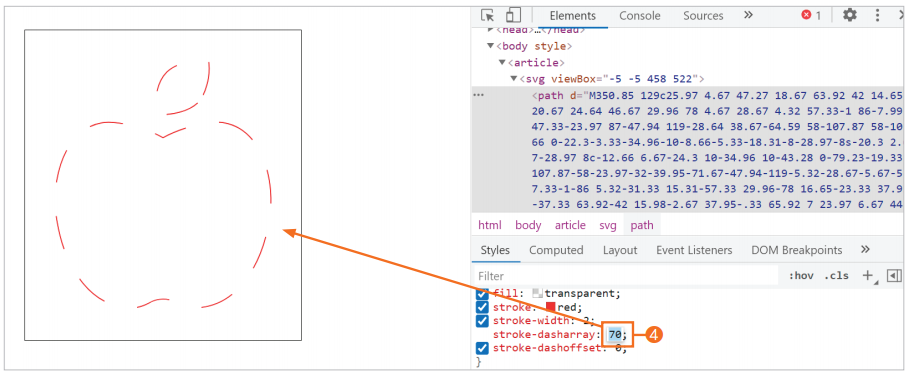 Elements Console Sources » 1
▶<head>…</head>
▼<body style>
▼<article>
▼<svg viewBox="-5 -5 458 522">
<path d="M350.85 129c25.97 4.67 47.27 18.67 63.92 42 14.65
20.67 24.64 46.67 29.96 78 4.67 28.67 4.32 57.33-1 86-7.99
47.33-23.97 87-47.94 119-28.64 38.67-64.59 58-107.87 58-10
66 0-22.3-3.33-34.96-10-8.66-5.33-18.31-8-28.97-8s-20.3 2.
7-28.97 8c-12.66 6.67-24.3 10-34.96 10-43.28 0-79.23-19.33
107.87-58-23.97-32-39.95-71.67-47.94-119-5.32-28.67-5.67-5
7.33-1-86 5.32-31.33 15.31-57.33 29.96-78 16.65-23.33 37.9
-37.33 63.92-42 15.98-2.67 37.95-.33 65.92 7 23.97 6.67 44
html body article svg path
Styles Computed Layout Event Listeners DOM Breakpoints »
Filter :hov .cls +
fill: transparent;
stroke: red;
stroke-width: 2;
stroke-dasharray: 70; 4
stroke-dashoffset: 0;
}